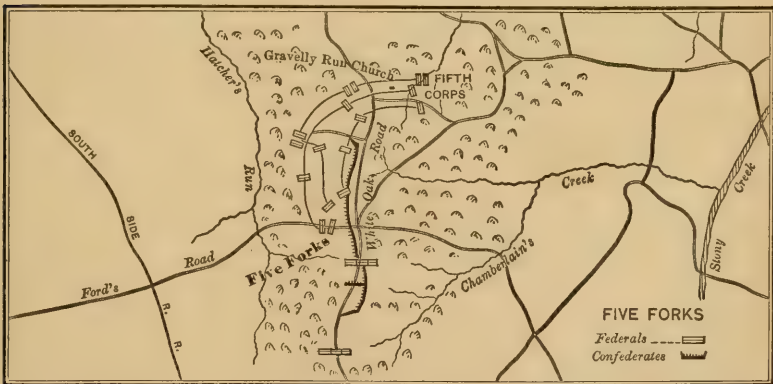 Hatcher's
Run
Gravelly Run Church
FIFTH
CORPS
SOUTH
SIDE
R. R.
White Oak Road
Creek
Stony Creek
Chamberlain's
Five Forks
Ford's Road
FIVE FORKS
Federals
Confederates